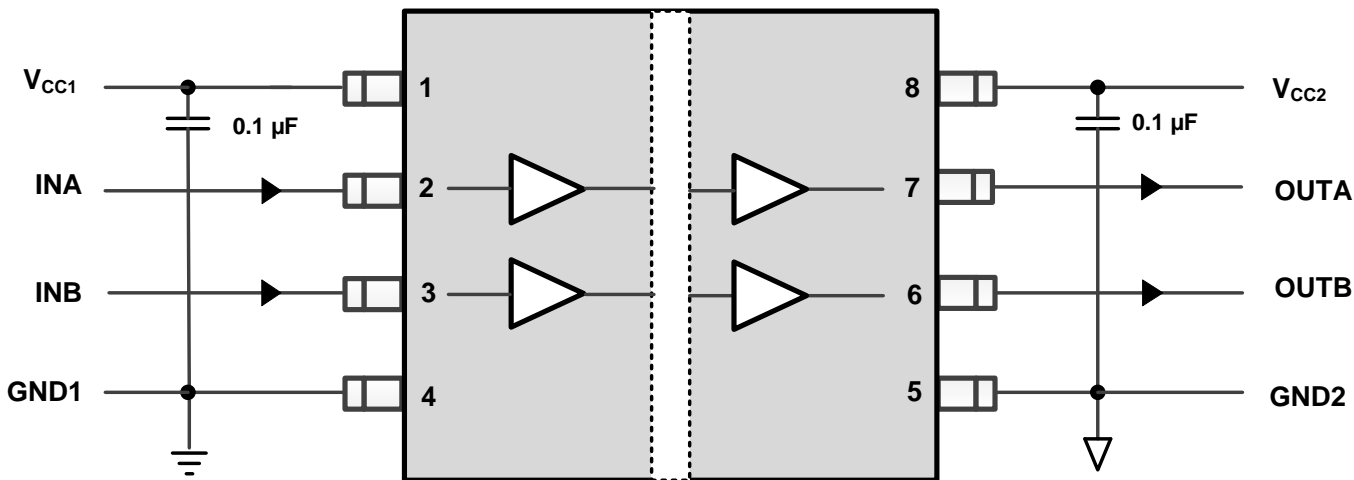 VCC1 1 8 VCC2
0.1 µF 0.1 µF
INA 2 7 OUTA
INB 3 6 OUTB
GND1 4 5 GND2